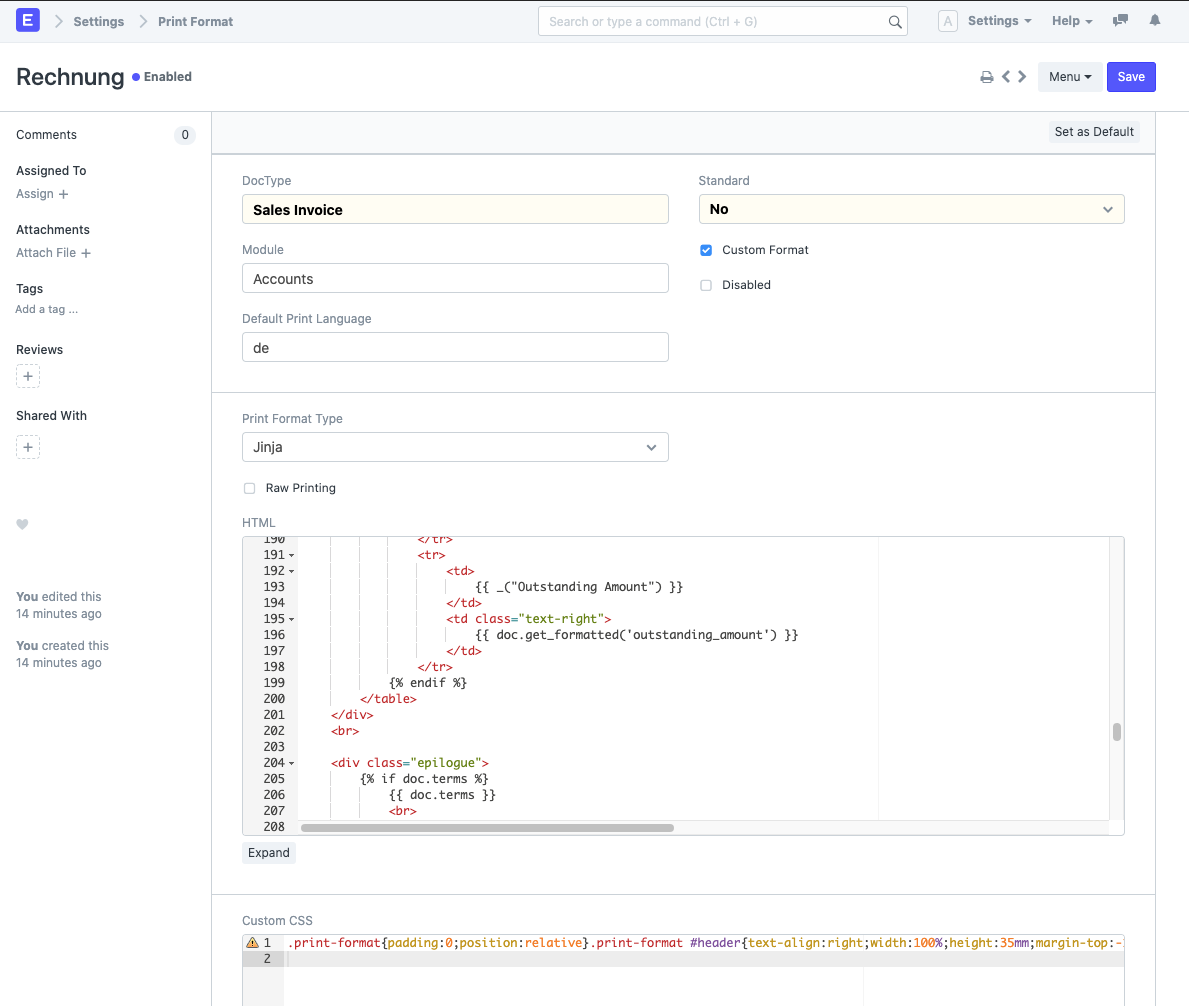 E Settings Print Format Search or type a command (Ctrl + G) A Settings Help
Rechnung Enabled Menu Save
Comments 0
Set as Default
Assigned To
Assign +
Attachments
Attach File +
Tags
Add a tag ...
Reviews
+
Shared With
+
You edited this
14 minutes ago
You created this
14 minutes ago
DocType
Sales Invoice
Standard
No
Module
Accounts
Custom Format
Disabled
Default Print Language
de
Print Format Type
Jinja
Raw Printing
HTML
190 </tr>
191 <tr>
192 <td>
193 {{ _("Outstanding Amount") }}
194 </td>
195 <td class="text-right">
196 {{ doc.get_formatted('outstanding_amount') }}
197 </td>
198 </tr>
199 {% endif %}
200 </table>
201 </div>
202 <br>
203
204 <div class="epilogue">
205 {% if doc.terms %}
206 {{ doc.terms }}
207 <br>
208
Expand
Custom CSS
1 .print-format{padding:0;position:relative}.print-format #header{text-align:right;width:100%;height:35mm;margin-top:-
2